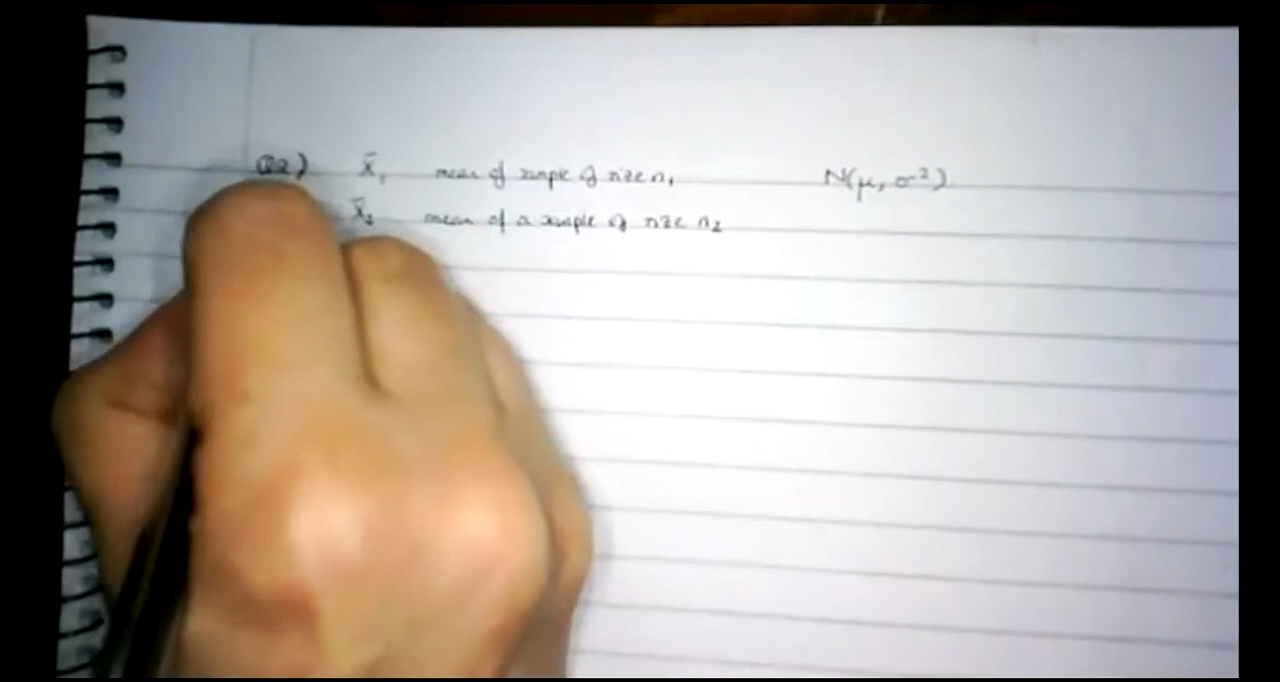 Q2) X̄₁ mean of sample of size n₁ N(μ, σ²)
X̄₂ mean of a sample of size n₂